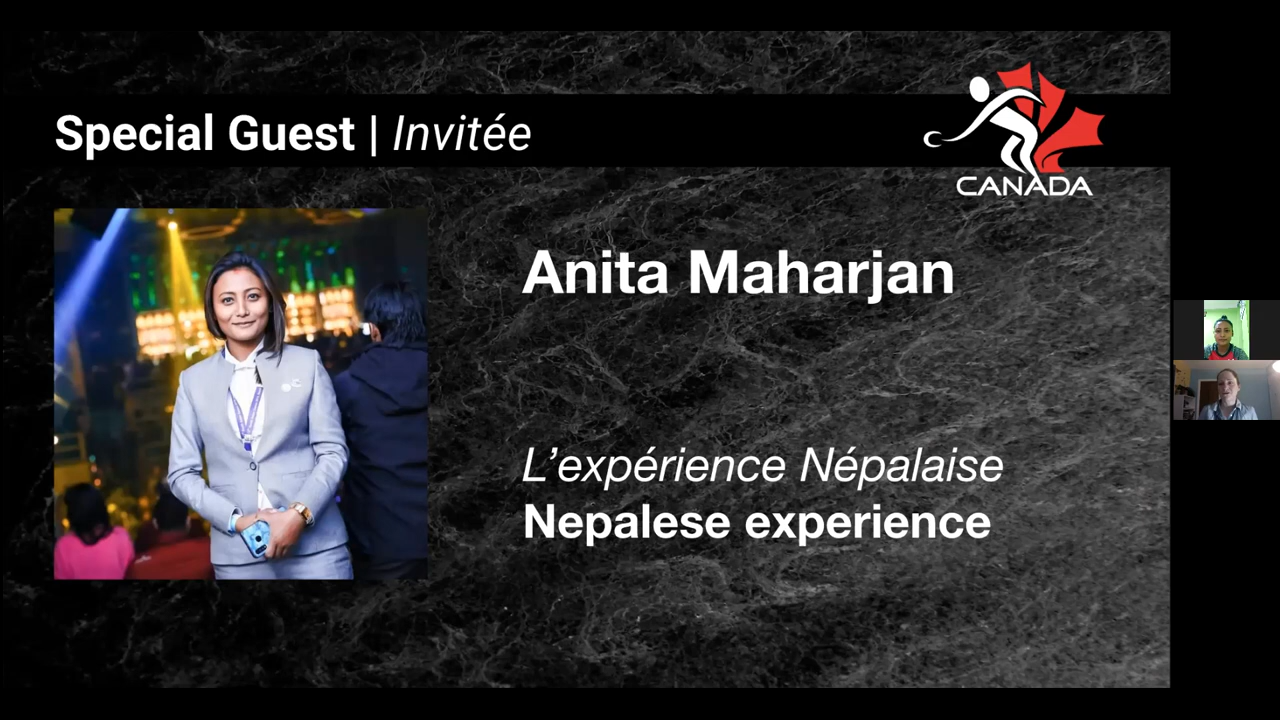 Special Guest | Invitée
CANADA
Anita Maharjan
L’expérience Népalaise
Nepalese experience